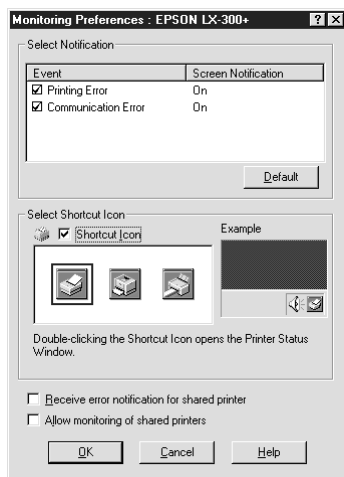 Monitoring Preferences : EPSON LX-300+
Select Notification
Event Screen Notification
Printing Error On
Communication Error On
Default
Select Shortcut Icon
Shortcut Icon
Example
Double-clicking the Shortcut Icon opens the Printer Status
Window.
Receive error notification for shared printer
Allow monitoring of shared printers
OK Cancel Help